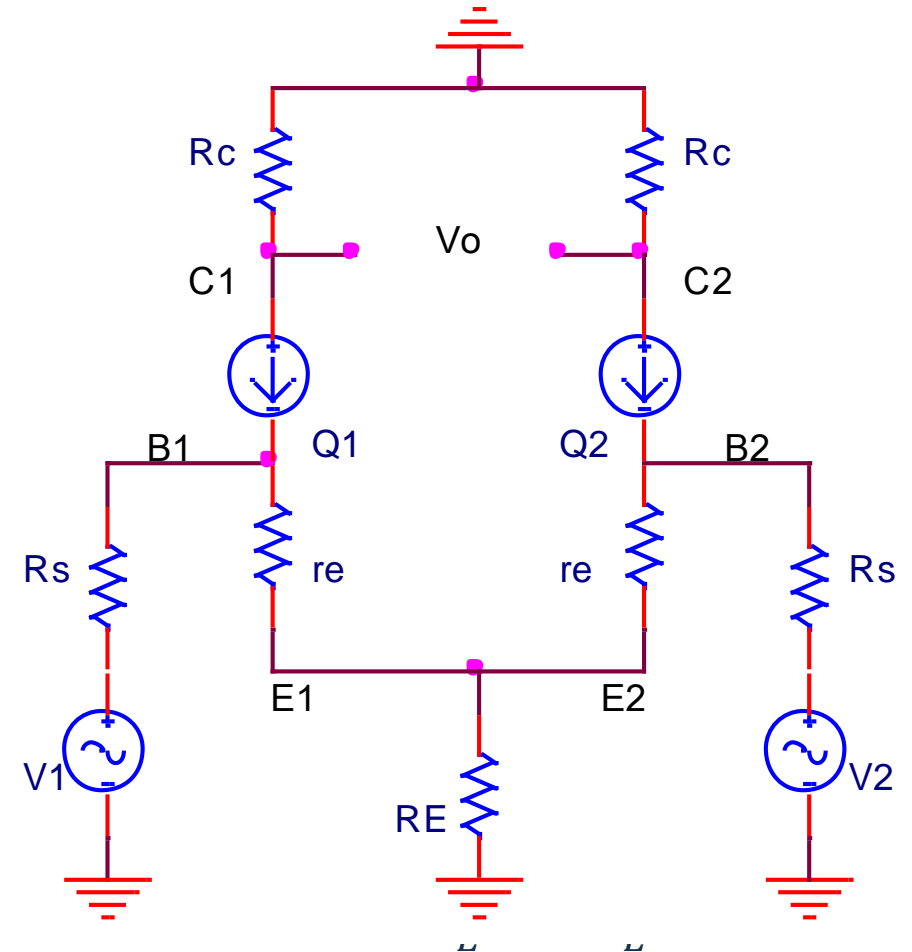 Rc Rc
Vo
C1 C2
Q1 Q2
B1 B2
Rs re re Rs
E1 E2
V1 V2
RE